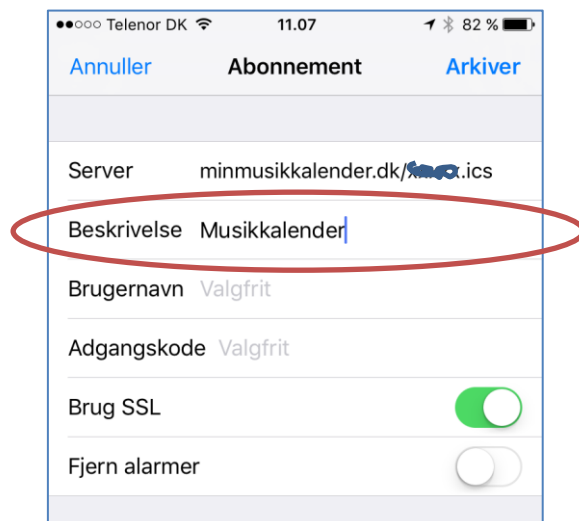 Telenor DK 11.07 82 %
Annuller Abonnement Arkiver
Server minmusikkalender.dk/ .ics
Beskrivelse Musikkalender
Brugernavn Valgfrit
Adgangskode Valgfrit
Brug SSL
Fjern alarmer